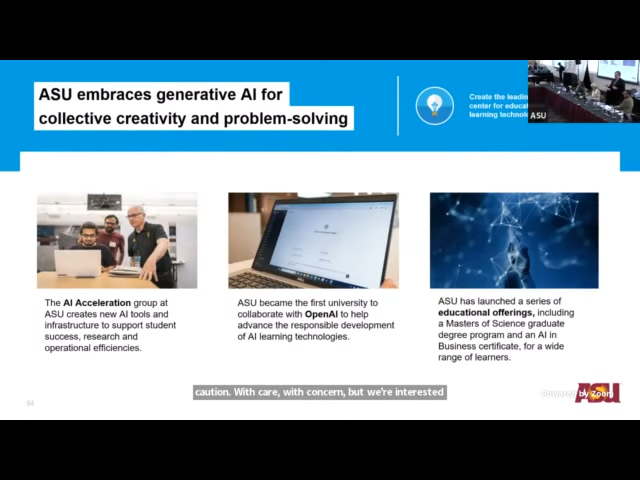 ASU embraces generative AI for
collective creativity and problem-solving
Create the leadin
center for educat
learning technolo
ASU
The AI Acceleration group at
ASU creates new AI tools and
infrastructure to support student
success, research and
operational efficiencies.
ASU became the first university to
collaborate with OpenAI to help
advance the responsible development
of AI learning technologies.
ASU has launched a series of
educational offerings, including
a Masters of Science graduate
degree program and an AI in
Business certificate, for a wide
range of learners.
caution. With care, with concern, but we're interested
Powered by Zoom
ASU
94